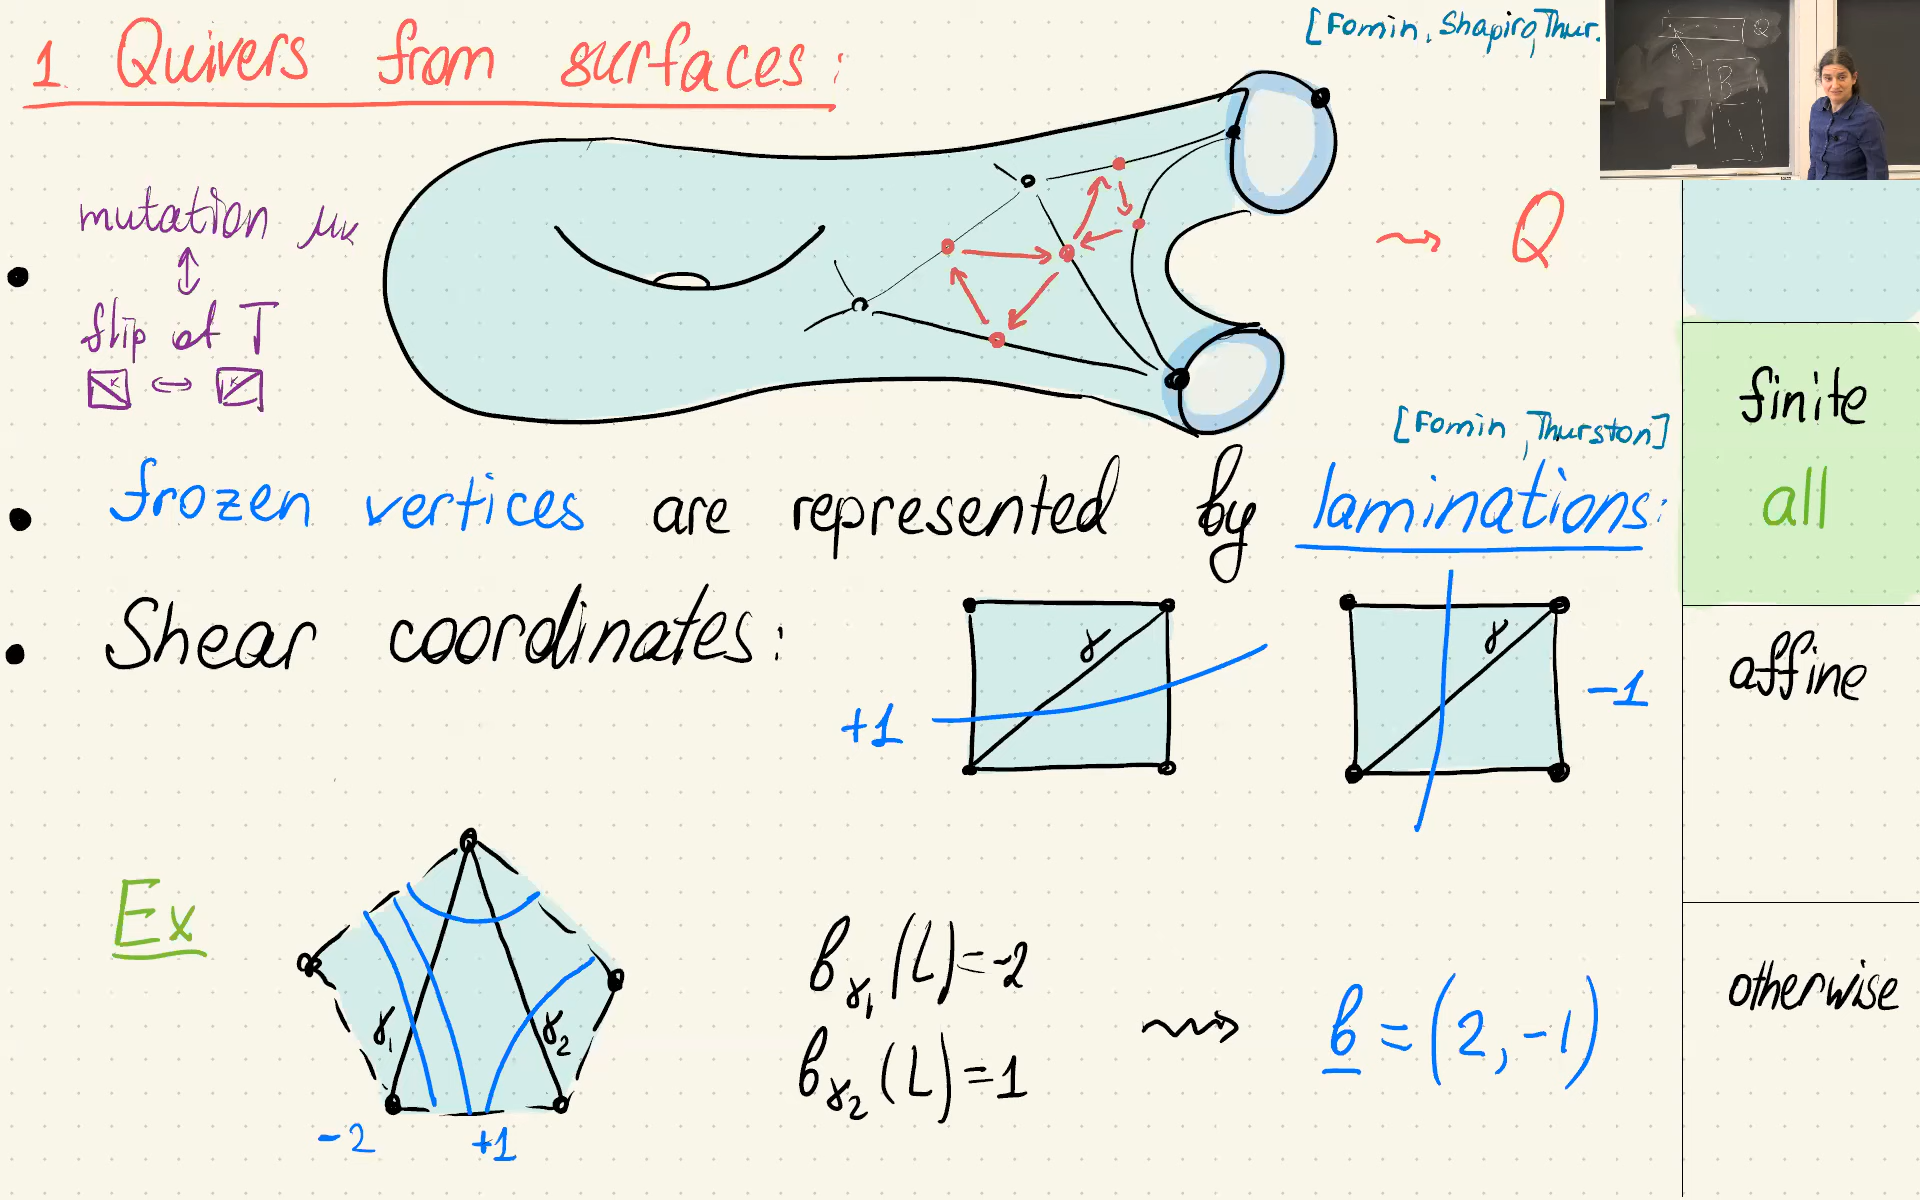 1 Quivers from surfaces:
[Fomin, Shapiro, Thur.
Q
B
mutation μk
↕
flip of T
K ↔ K
⇝ Q
finite
all
affine
otherwise
[Fomin, Thurston]
• frozen vertices are represented by laminations:
• Shear coordinates:
γ
+1
γ
-1
Ex
γ1 γ2
-2 +1
bγ1(L)=-2
bγ2(L)=1
⇝ b = (2,-1)